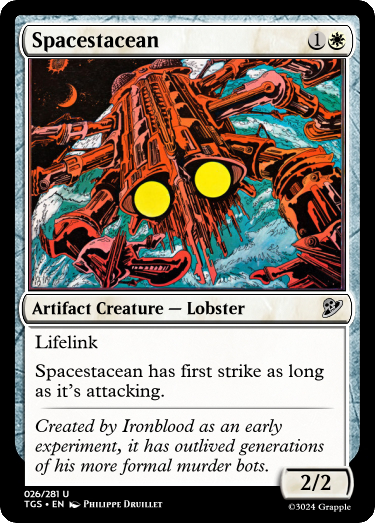 Spacestacean 1
Artifact Creature — Lobster
Lifelink
Spacestacean has first strike as long
as it's attacking.
Created by Ironblood as an early
experiment, it has outlived generations
of his more formal murder bots.
2/2
026/281 U
TGS • EN Philippe Druillet
©3024 Grapple